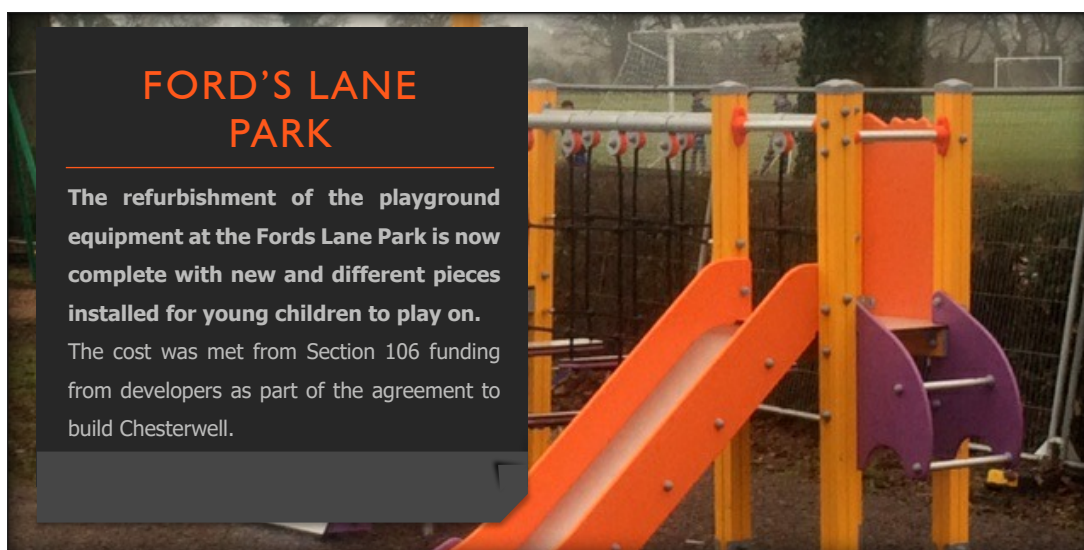 FORD’S LANE
PARK
The refurbishment of the playground
equipment at the Fords Lane Park is now
complete with new and different pieces
installed for young children to play on.
The cost was met from Section 106 funding
from developers as part of the agreement to
build Chesterwell.